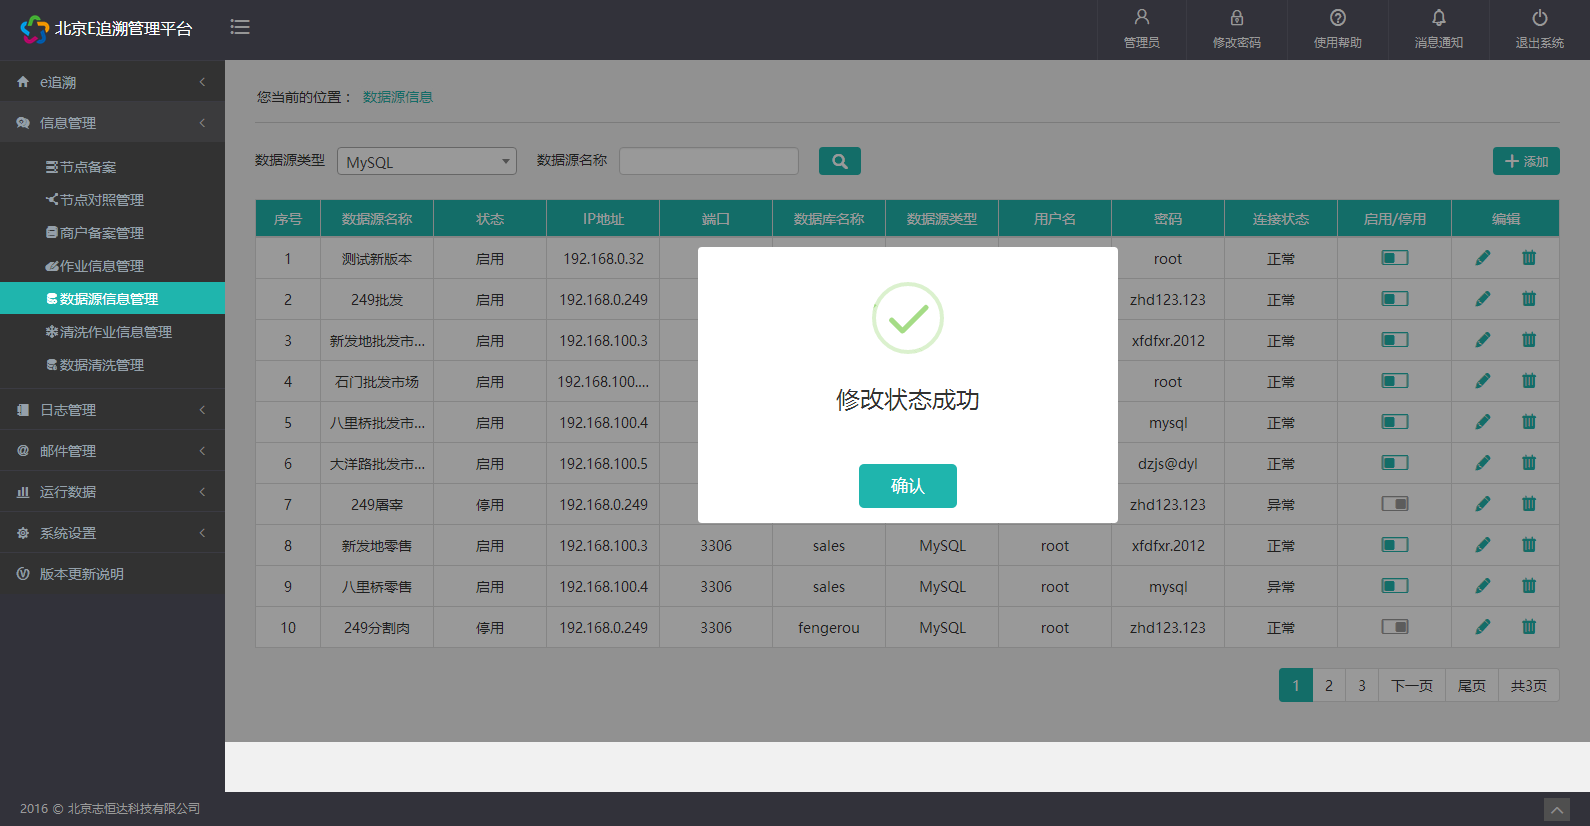 北京E追溯管理平台
管理员 修改密码 使用帮助 消息通知 退出系统
e追溯
信息管理
节点备案
节点对照管理
商户备案管理
作业信息管理
数据源信息管理
清洗作业信息管理
数据清洗管理
日志管理
邮件管理
运行数据
系统设置
版本更新说明
您当前的位置： 数据源信息
数据源类型 MySQL 数据源名称 添加
序号 数据源名称 状态 IP地址 端口 数据库名称 数据源类型 用户名 密码 连接状态 启用/停用 编辑
1 测试新版本 启用 192.168.0.32 root 正常
2 249批发 启用 192.168.0.249 zhd123.123 正常
3 新发地批发市... 启用 192.168.100.3 xfdfxr.2012 正常
4 石门批发市场 启用 192.168.100.... root 正常
5 八里桥批发市... 启用 192.168.100.4 mysql 正常
6 大洋路批发市... 启用 192.168.100.5 dzjs@dyl 正常
7 249屠宰 停用 192.168.0.249 zhd123.123 异常
8 新发地零售 启用 192.168.100.3 3306 sales MySQL root xfdfxr.2012 正常
9 八里桥零售 启用 192.168.100.4 3306 sales MySQL root mysql 异常
10 249分割肉 停用 192.168.0.249 3306 fengerou MySQL root zhd123.123 正常
修改状态成功
确认
1 2 3 下一页 尾页 共3页
2016 © 北京志恒达科技有限公司